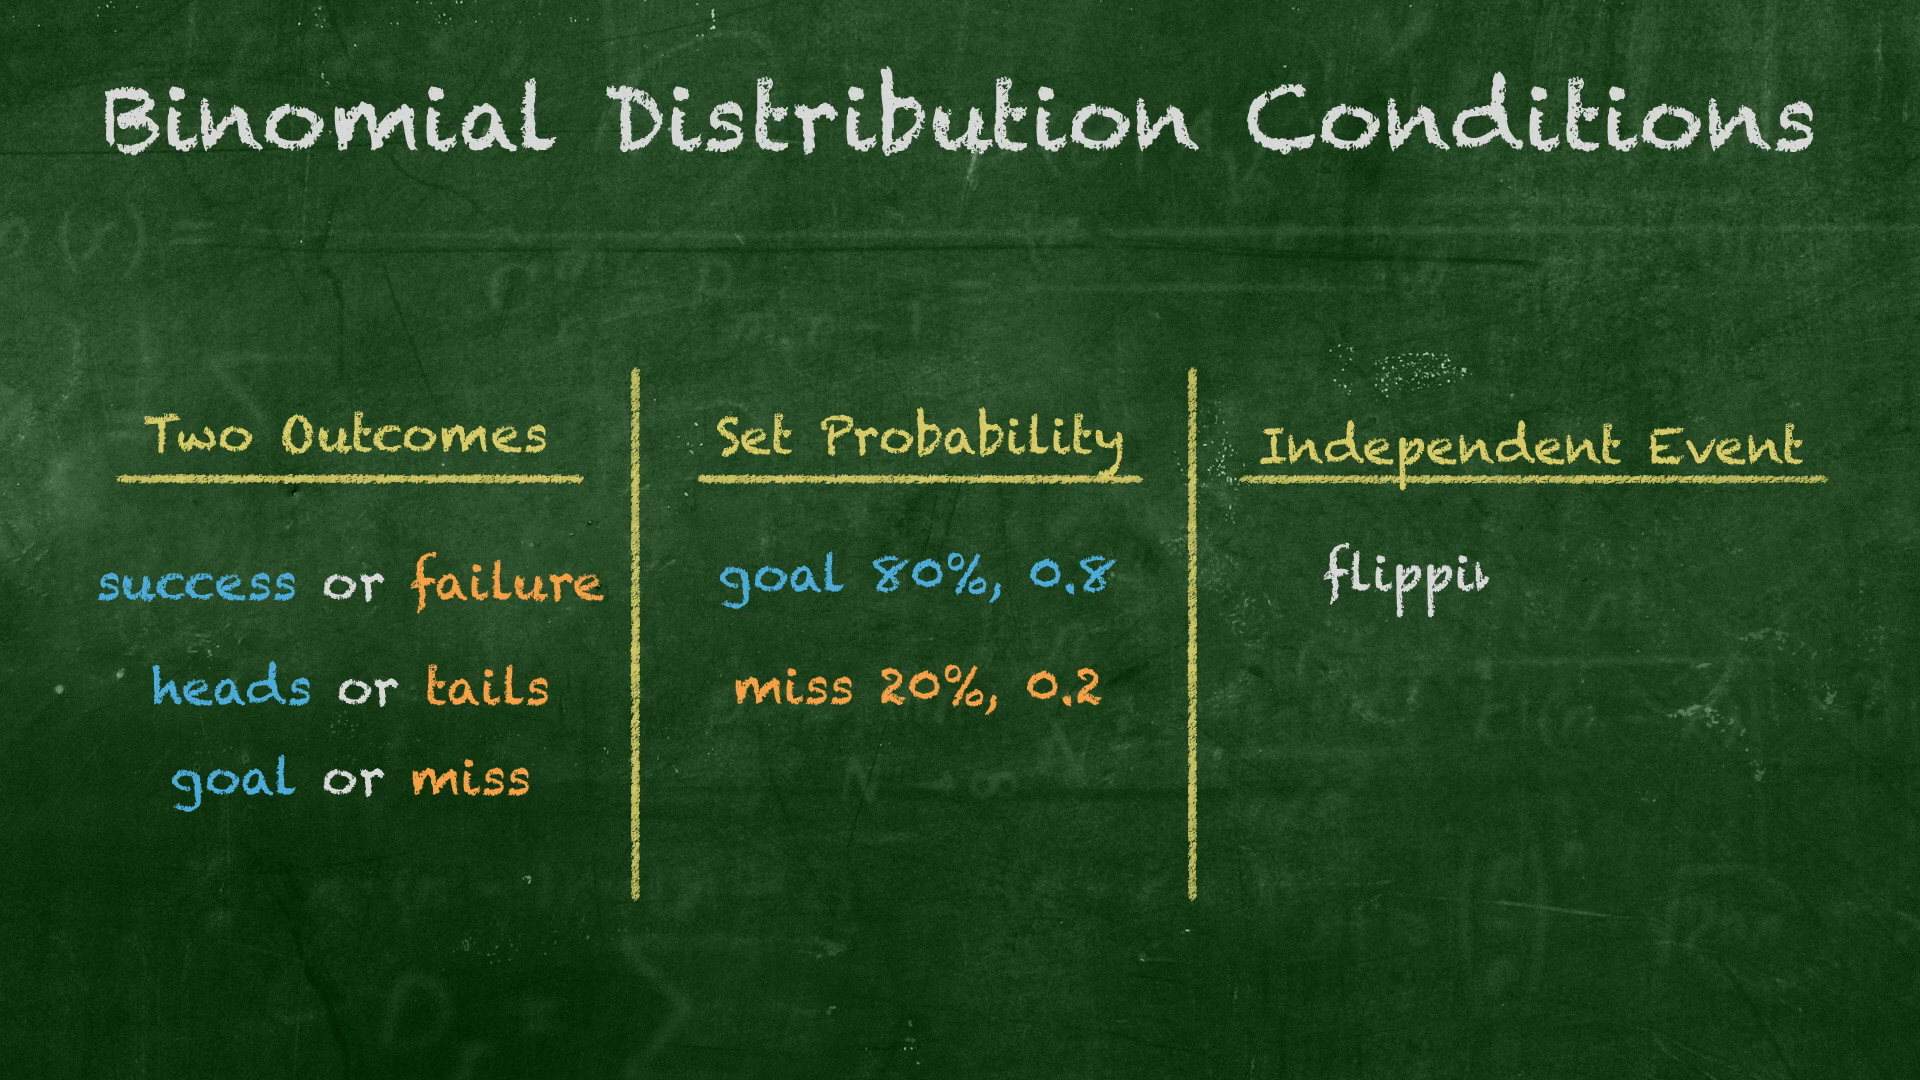 Binomial Distribution Conditions
Two Outcomes
success or failure
heads or tails
goal or miss
Set Probability
goal 80%, 0.8
miss 20%, 0.2
Independent Event